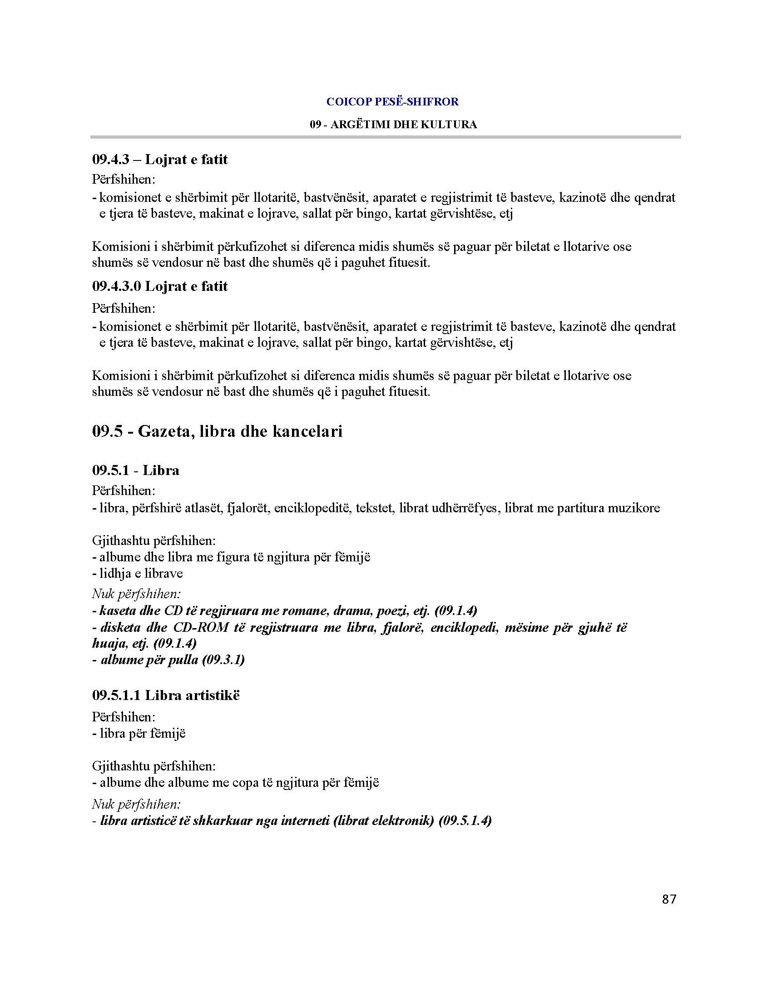 COICOP PESË-SHIFROR
09 - ARGËTIMI DHE KULTURA
09.4.3 – Lojrat e fatit
Përfshihen:
- komisionet e shërbimit për llotaritë, bastvënësit, aparatet e regjistrimit të basteve, kazinotë dhe qendrat
e tjera të basteve, makinat e lojrave, sallat për bingo, kartat gërvishtëse, etj
Komisioni i shërbimit përkufizohet si diferenca midis shumës së paguar për biletat e llotarive ose
shumës së vendosur në bast dhe shumës që i paguhet fituesit.
09.4.3.0 Lojrat e fatit
Përfshihen:
- komisionet e shërbimit për llotaritë, bastvënësit, aparatet e regjistrimit të basteve, kazinotë dhe qendrat
e tjera të basteve, makinat e lojrave, sallat për bingo, kartat gërvishtëse, etj
Komisioni i shërbimit përkufizohet si diferenca midis shumës së paguar për biletat e llotarive ose
shumës së vendosur në bast dhe shumës që i paguhet fituesit.
09.5 - Gazeta, libra dhe kancelari
09.5.1 - Libra
Përfshihen:
- libra, përfshirë atlasët, fjalorët, enciklopeditë, tekstet, librat udhërrëfyes, librat me partitura muzikore
Gjithashtu përfshihen:
- albume dhe libra me figura të ngjitura për fëmijë
- lidhja e librave
Nuk përfshihen:
- kaseta dhe CD të regjiruara me romane, drama, poezi, etj. (09.1.4)
- disketa dhe CD-ROM të regjistruara me libra, fjalorë, enciklopedi, mësime për gjuhë të
huaja, etj. (09.1.4)
- albume për pulla (09.3.1)
09.5.1.1 Libra artistikë
Përfshihen:
- libra për fëmijë
Gjithashtu përfshihen:
- albume dhe albume me copa të ngjitura për fëmijë
Nuk përfshihen:
- libra artisticë të shkarkuar nga interneti (librat elektronik) (09.5.1.4)
87